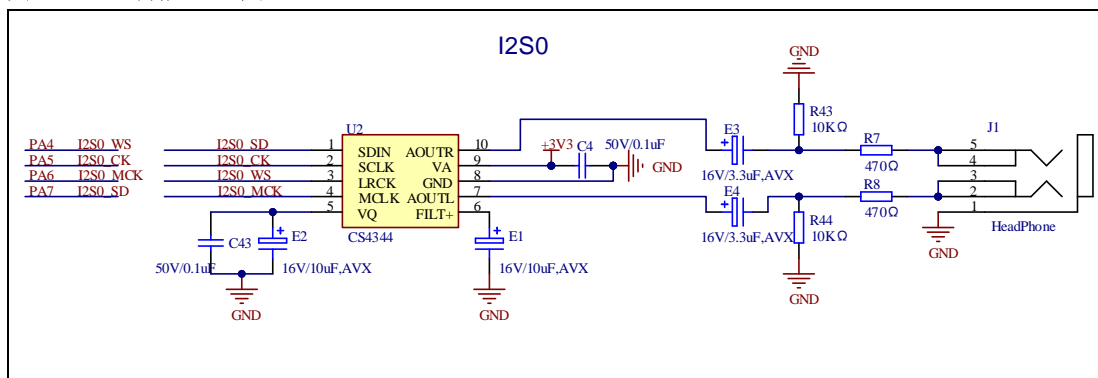 I2S0
GND
R43
10KΩ
E3
R7
J1
U2
+3V3
C4
50V/0.1uF
GND
470Ω
16V/3.3uF,AVX
PA4 I2S0_WS I2S0_SD 1 SDIN AOUTR 10
PA5 I2S0_CK I2S0_CK 2 SCLK VA 9
PA6 I2S0_MCK I2S0_WS 3 LRCK GND 8
PA7 I2S0_SD I2S0_MCK 4 MCLK AOUTL 7
5 VQ FILT+ 6
CS4344
5
4
3
2
1
HeadPhone
E4
R8
16V/3.3uF,AVX
470Ω
R44
10KΩ
GND
GND
C43
50V/0.1uF
E2
16V/10uF,AVX
GND
E1
16V/10uF,AVX
GND